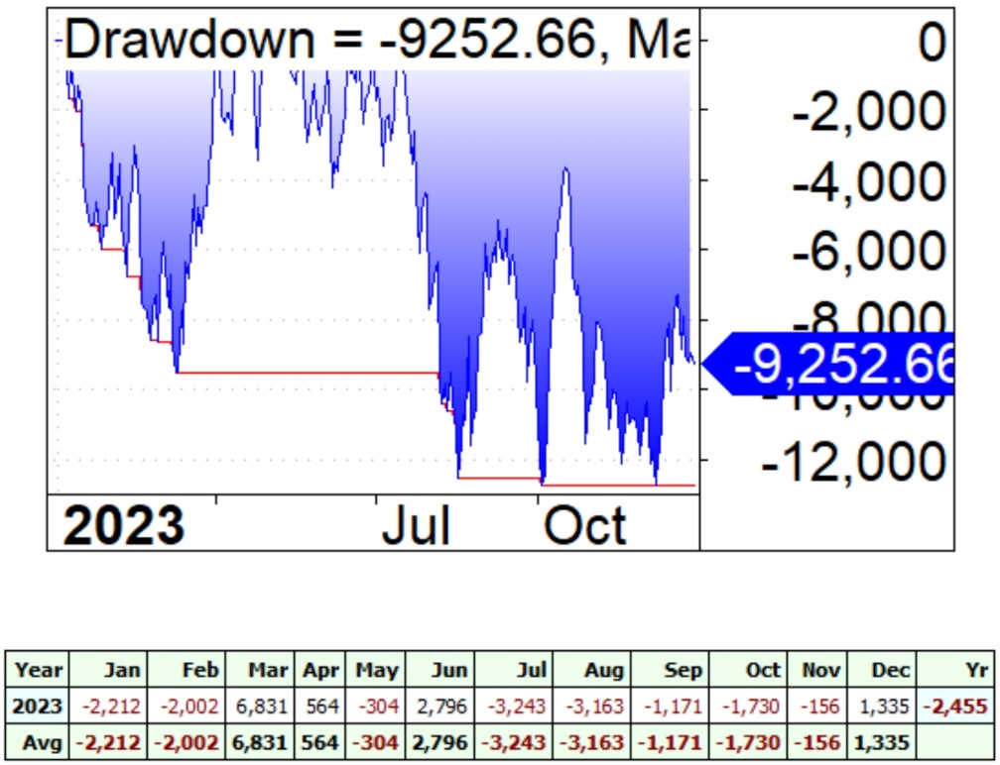 Drawdown = -9252.66, Ma
0
-2,000
-4,000
-6,000
-8,000
-9,252.66
-10,000
-12,000
2023 Jul Oct
Year Jan Feb Mar Apr May Jun Jul Aug Sep Oct Nov Dec Yr
2023 -2,212 -2,002 6,831 564 -304 2,796 -3,243 -3,163 -1,171 -1,730 -156 1,335 -2,455
Avg -2,212 -2,002 6,831 564 -304 2,796 -3,243 -3,163 -1,171 -1,730 -156 1,335